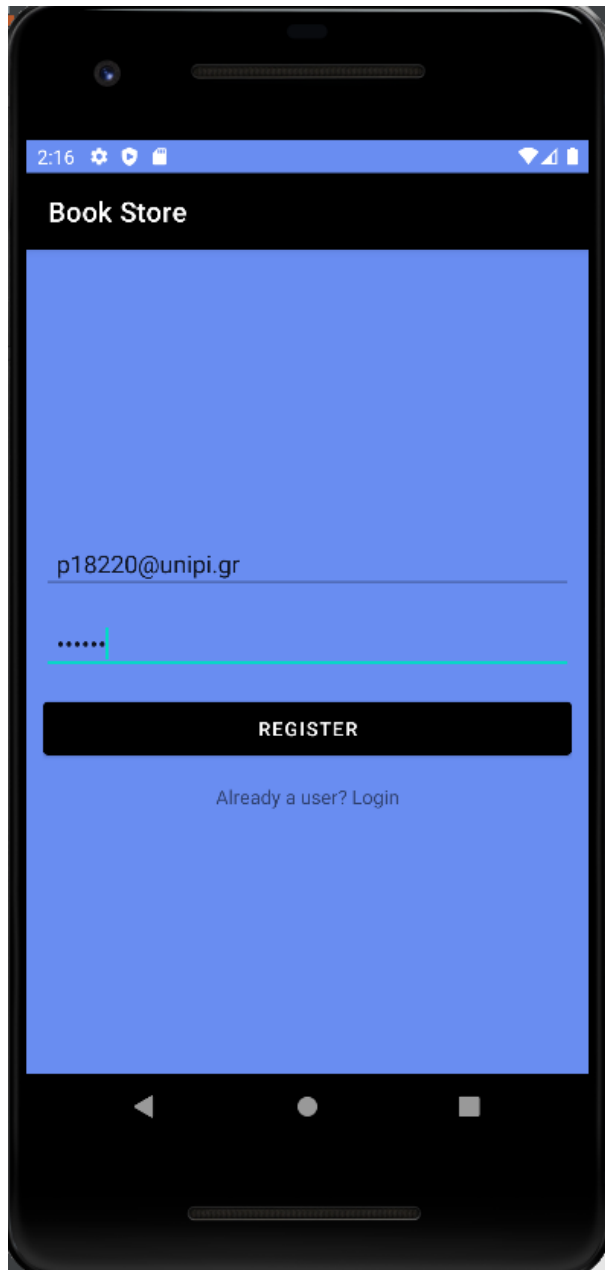 2:16
Book Store
p18220@unipi.gr
••••••
REGISTER
Already a user? Login